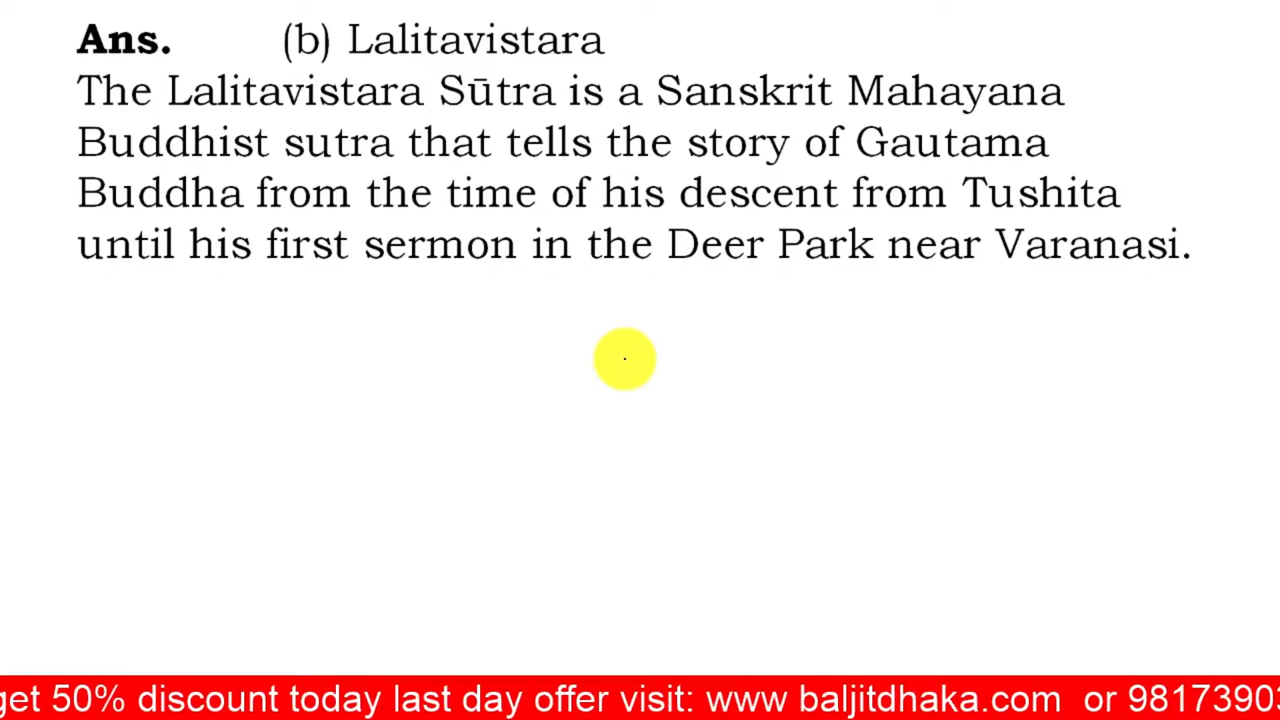 Ans. (b) Lalitavistara
The Lalitavistara Sūtra is a Sanskrit Mahayana
Buddhist sutra that tells the story of Gautama
Buddha from the time of his descent from Tushita
until his first sermon in the Deer Park near Varanasi.
get 50% discount today last day offer visit: www baljitdhaka.com or 9817390